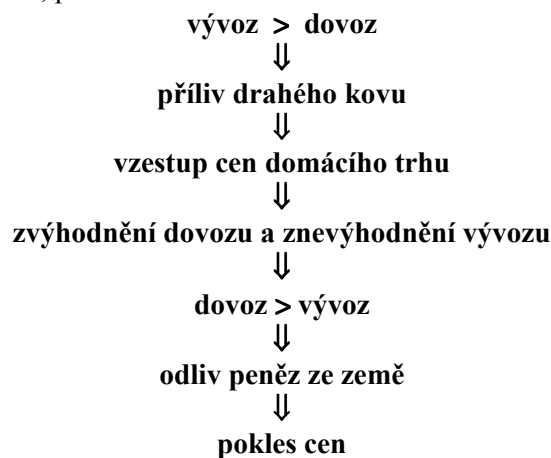 vývoz > dovoz
⇓
příliv drahého kovu
⇓
vzestup cen domácího trhu
⇓
zvýhodnění dovozu a znevýhodnění vývozu
⇓
dovoz > vývoz
⇓
odliv peněz ze země
⇓
pokles cen